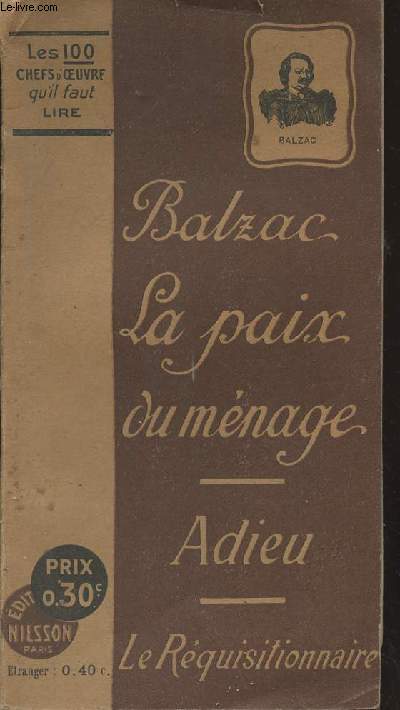 Le-livre.fr
Les 100
CHEFS D'ŒUVRE
qu'il faut
LIRE
BALZAC
Balzac
La paix
du ménage
Adieu
Le Réquisitionnaire
PRIX
0.30c
EDIT
NILSSON
PARIS
Etranger : 0.40 c.